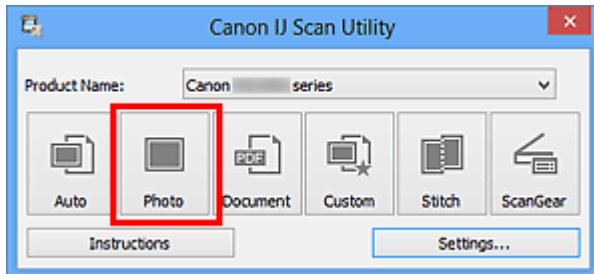 Canon IJ Scan Utility
Product Name: Canon series
PDF
Auto Photo Document Custom Stitch ScanGear
Instructions Settings...